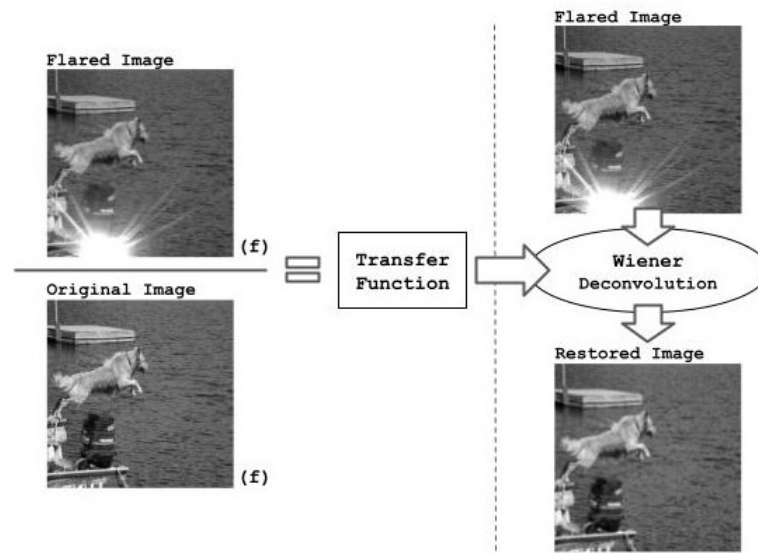 Flared Image
(f)
Original Image
(f)
Transfer
Function
Flared Image
Wiener
Deconvolution
Restored Image